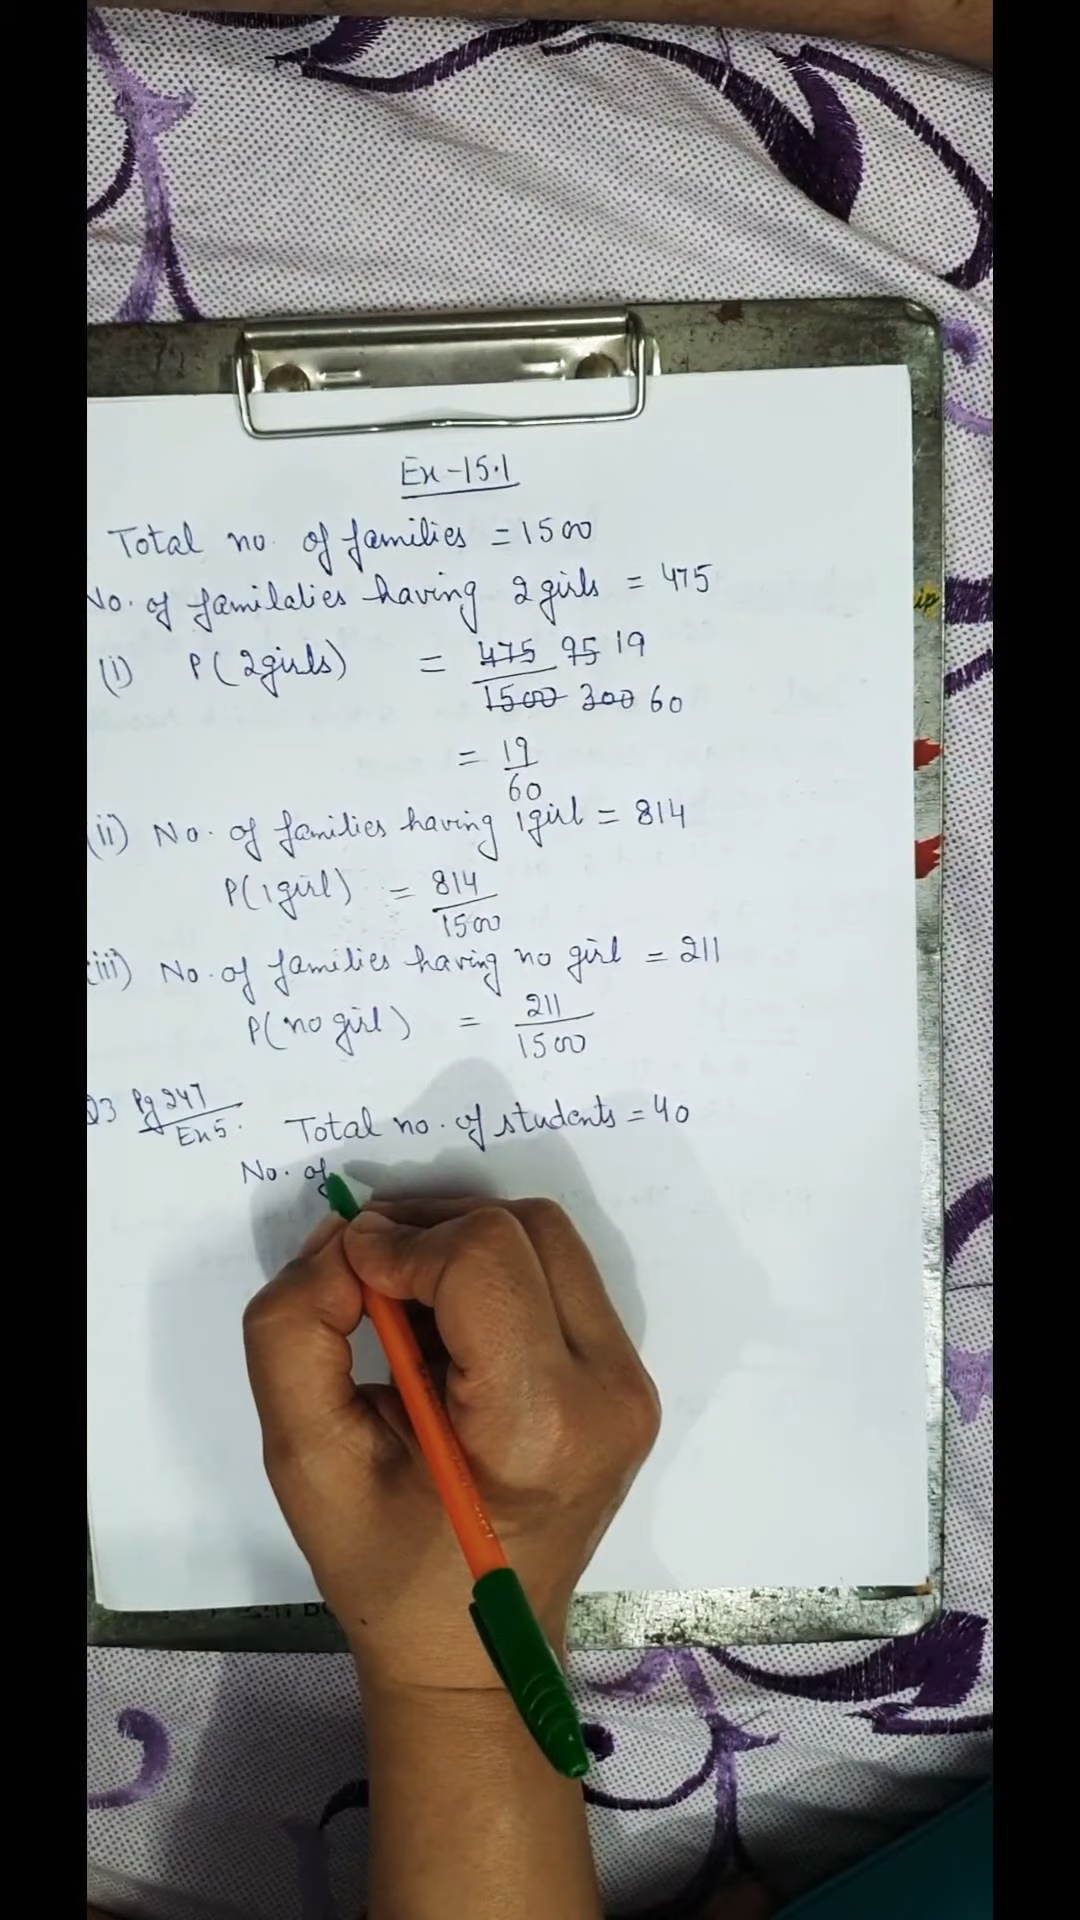 Ex-15.1
Total no. of families = 1500
No. of familaties having 2 girls = 475
(i) P(2girls) = 475 95 19
1500 300 60
= 19
60
(ii) No. of families having 1 girl = 814
P(1girl) = 814
1500
(iii) No. of families having no girl = 211
P(no girl) = 211
1500
Q3 Pg 247
Ex 5. Total no. of students = 40
No. of